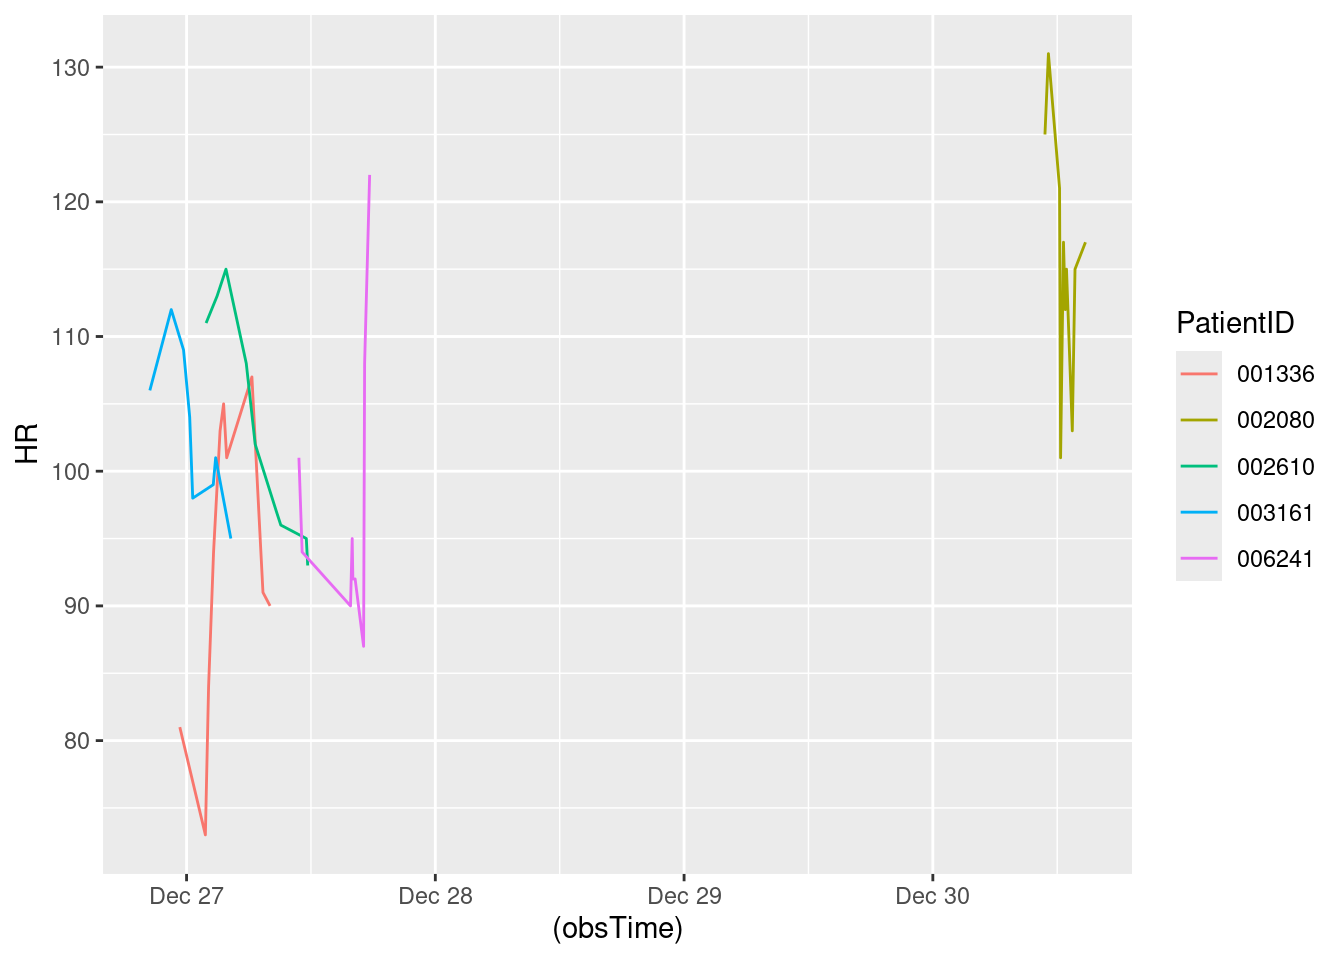 130
120
110
100
90
80
HR
Dec 27
Dec 28
Dec 29
Dec 30
(obsTime)
PatientID
001336
002080
002610
003161
006241